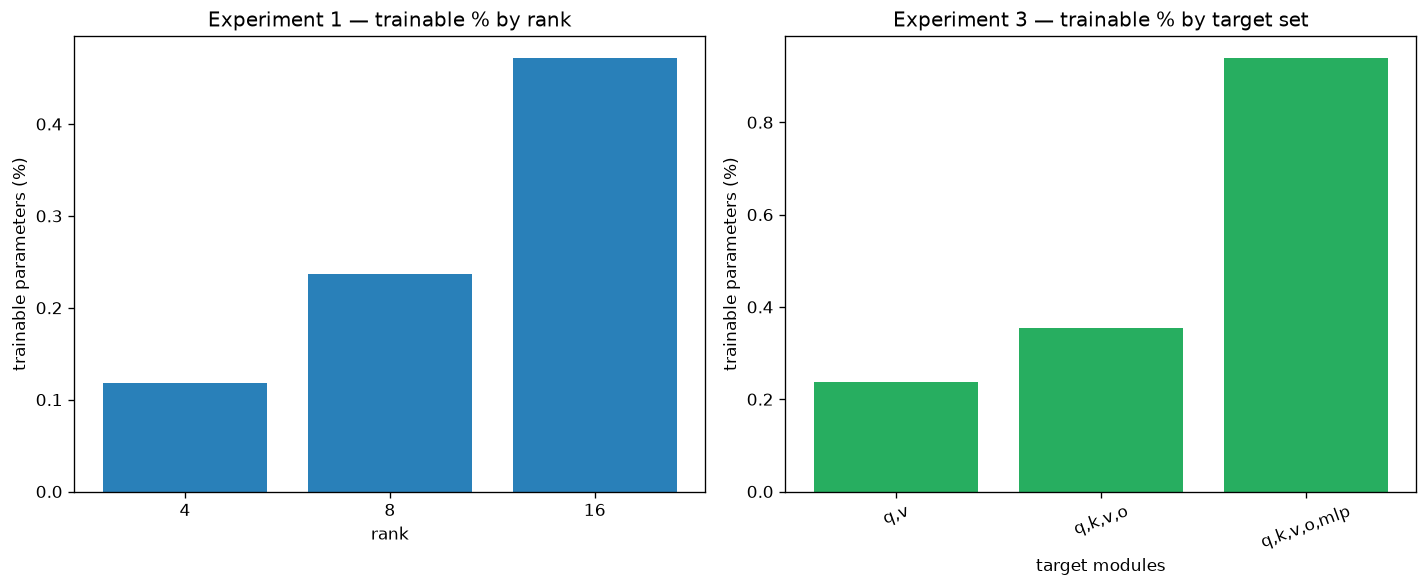 Experiment 1 — trainable % by rank
trainable parameters (%)
0.4
0.3
0.2
0.1
0.0
4 8 16
rank
Experiment 3 — trainable % by target set
trainable parameters (%)
0.8
0.6
0.4
0.2
0.0
q,v q,k,v,o q,k,v,o,mlp
target modules